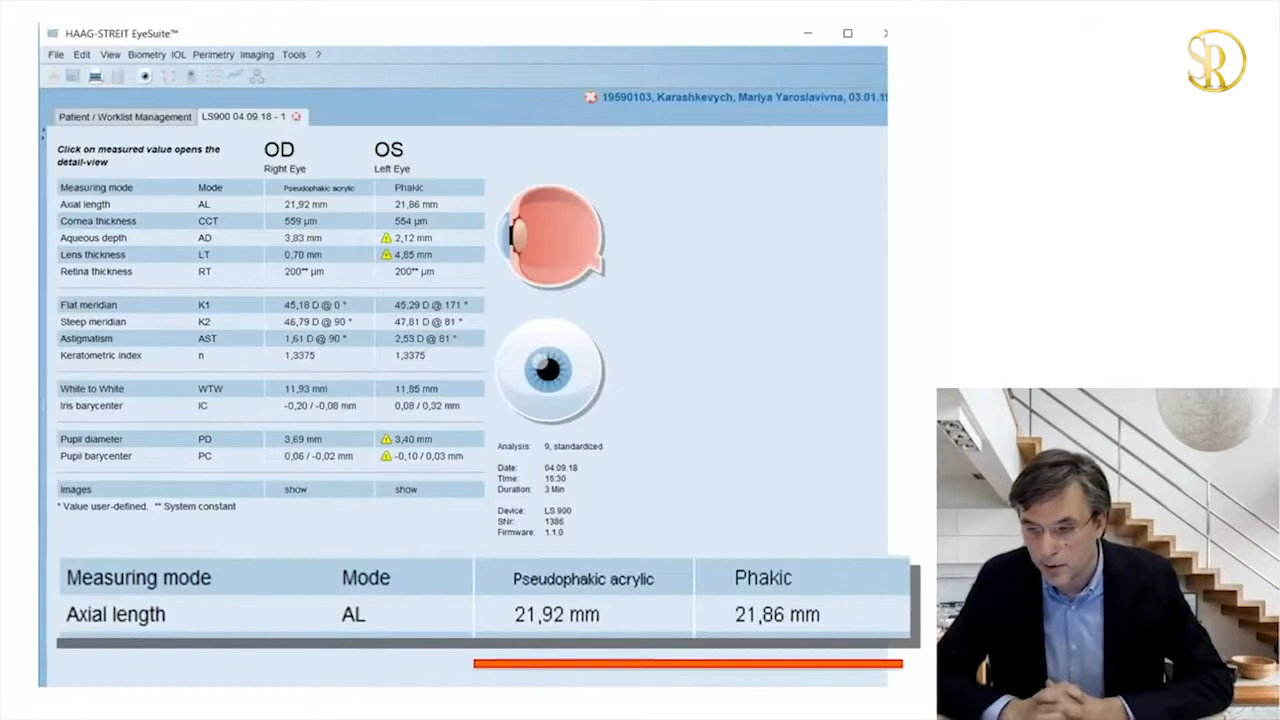 HAAG-STREIT EyeSuite™
SR
File Edit View Biometry IOL Perimetry Imaging Tools ?
19590103, Karashkevych, Mariya Yaroslavivna, 03.01.19
Patient / Worklist Management LS900 04.09.18 - 1
Click on measured value opens the detail-view
OD OS
Right Eye Left Eye
Measuring mode Mode Pseudophakic acrylic Phakic
Axial length AL 21,92 mm 21,86 mm
Cornea thickness CCT 559 µm 554 µm
Aqueous depth AD 3,83 mm 2,12 mm
Lens thickness LT 0,70 mm 4,85 mm
Retina thickness RT 200** µm 200** µm
Flat meridian K1 45,18 D @ 0 ° 45,29 D @ 171 °
Steep meridian K2 46,79 D @ 90 ° 47,81 D @ 81 °
Astigmatism AST 1,61 D @ 90 ° 2,53 D @ 81 °
Keratometric index n 1,3375 1,3375
White to White WTW 11,93 mm 11,85 mm
Iris barycenter IC -0,20 / -0,08 mm 0,08 / 0,32 mm
Pupil diameter PD 3,69 mm 3,40 mm
Pupil barycenter PC 0,06 / -0,02 mm -0,10 / 0,03 mm
Images show show
* Value user-defined, ** System constant
Analysis: 9, standardized
Date: 04.09.18
Time: 15:30
Duration: 3 Min
Device: LS 900
SNr: 1386
Firmware: 1.1.0
Measuring mode Mode Pseudophakic acrylic Phakic
Axial length AL 21,92 mm 21,86 mm